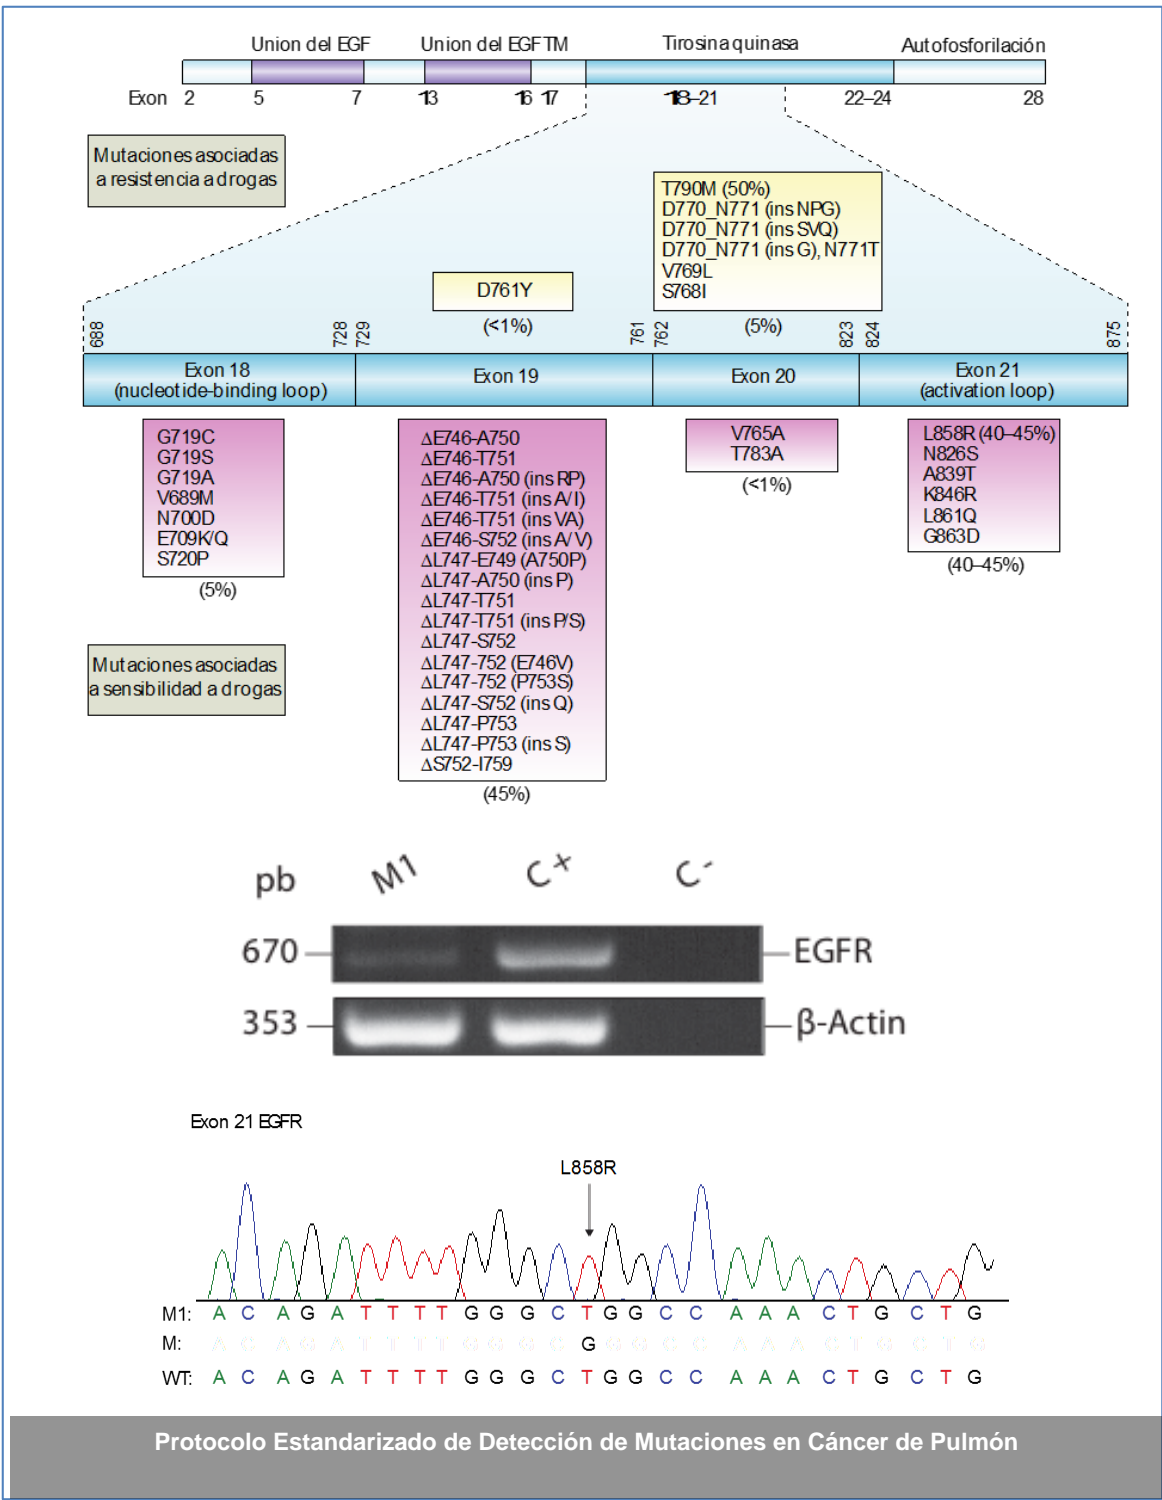 Union del EGF
Union del EGF TM
Tirosina quinasa
Autofosforilación
Exon 2 5 7 13 16 17 18–21 22–24 28
Mutaciones asociadas
a resistencia a drogas
T790M (50%)
D770_N771 (ins NPG)
D770_N771 (ins SVQ)
D770_N771 (ins G), N771T
V769L
S768I
(5%)
D761Y
(<1%)
688 728 729 761 762 823 824 875
Exon 18
(nucleotide-binding loop)
Exon 19
Exon 20
Exon 21
(activation loop)
G719C
G719S
G719A
V689M
N700D
E709K/Q
S720P
(5%)
ΔE746-A750
ΔE746-T751
ΔE746-A750 (ins RP)
ΔE746-T751 (ins A/I)
ΔE746-T751 (ins VA)
ΔE746-S752 (ins A/V)
ΔL747-E749 (A750P)
ΔL747-A750 (ins P)
ΔL747-T751
ΔL747-T751 (ins P/S)
ΔL747-S752
ΔL747-752 (E746V)
ΔL747-752 (P753S)
ΔL747-S752 (ins Q)
ΔL747-P753
ΔL747-P753 (ins S)
ΔS752-I759
(45%)
V765A
T783A
(<1%)
L858R (40–45%)
N826S
A839T
K846R
L861Q
G863D
(40–45%)
Mutaciones asociadas
a sensibilidad a drogas
pb M1 C+ C-
670 EGFR
353 β-Actin
Exon 21 EGFR
L858R
M1: A C A G A T T T T G G G C T G G C C A A A C T G C T G
M: A C A G A T T T T G G G C G G G C C A A A C T G C T G
WT: A C A G A T T T T G G G C T G G C C A A A C T G C T G
Protocolo Estandarizado de Detección de Mutaciones en Cáncer de Pulmón